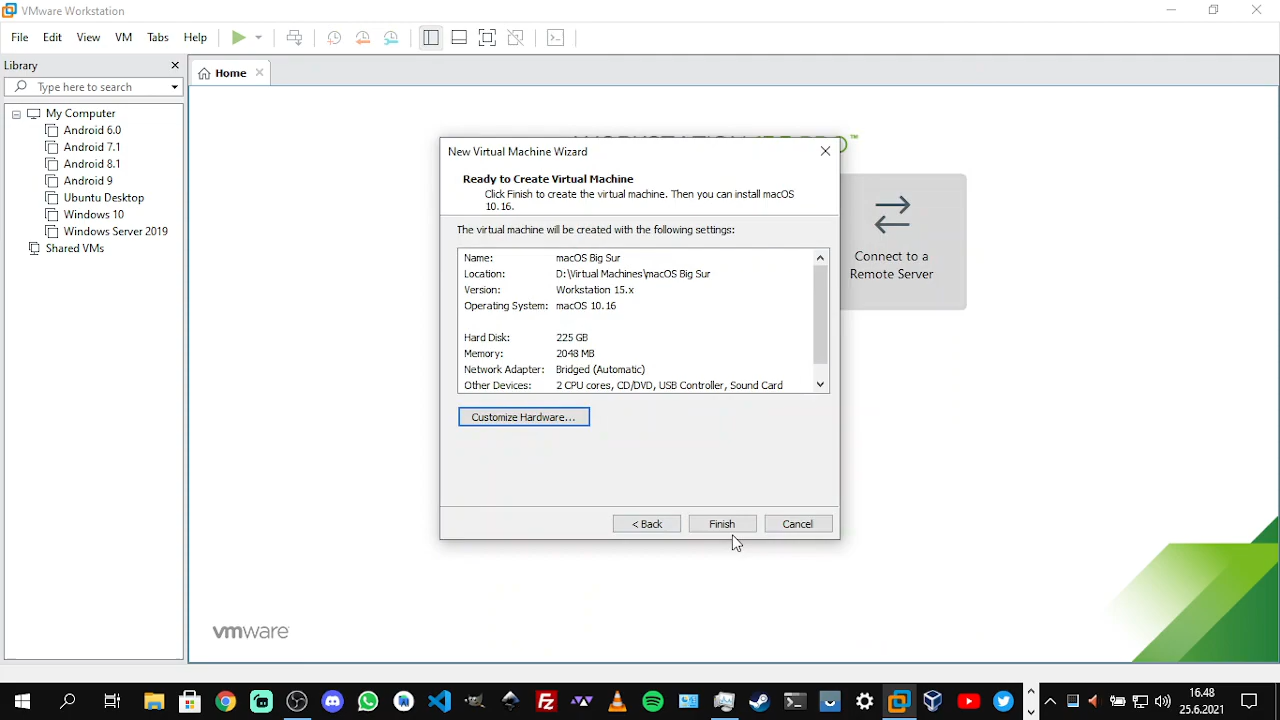 VMware Workstation
File Edit View VM Tabs Help
Library
Type here to search
Home
My Computer
Android 6.0
Android 7.1
Android 8.1
Android 9
Ubuntu Desktop
Windows 10
Windows Server 2019
Shared VMs
™
New Virtual Machine Wizard
Ready to Create Virtual Machine
Click Finish to create the virtual machine. Then you can install macOS
10.16.
The virtual machine will be created with the following settings:
Name: macOS Big Sur
Location: D:\Virtual Machines\macOS Big Sur
Version: Workstation 15.x
Operating System: macOS 10.16
Hard Disk: 225 GB
Memory: 2048 MB
Network Adapter: Bridged (Automatic)
Other Devices: 2 CPU cores, CD/DVD, USB Controller, Sound Card
Customize Hardware...
< Back Finish Cancel
Connect to a
Remote Server
vmware
16.48
25.6.2021